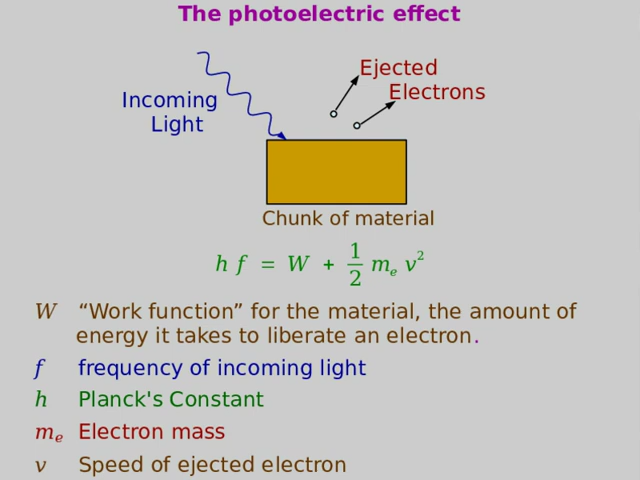 The photoelectric effect
Ejected
Electrons
Incoming
Light
Chunk of material
h f = W + 1/2 mₑ v²
W “Work function” for the material, the amount of
energy it takes to liberate an electron.
f frequency of incoming light
h Planck's Constant
mₑ Electron mass
v Speed of ejected electron